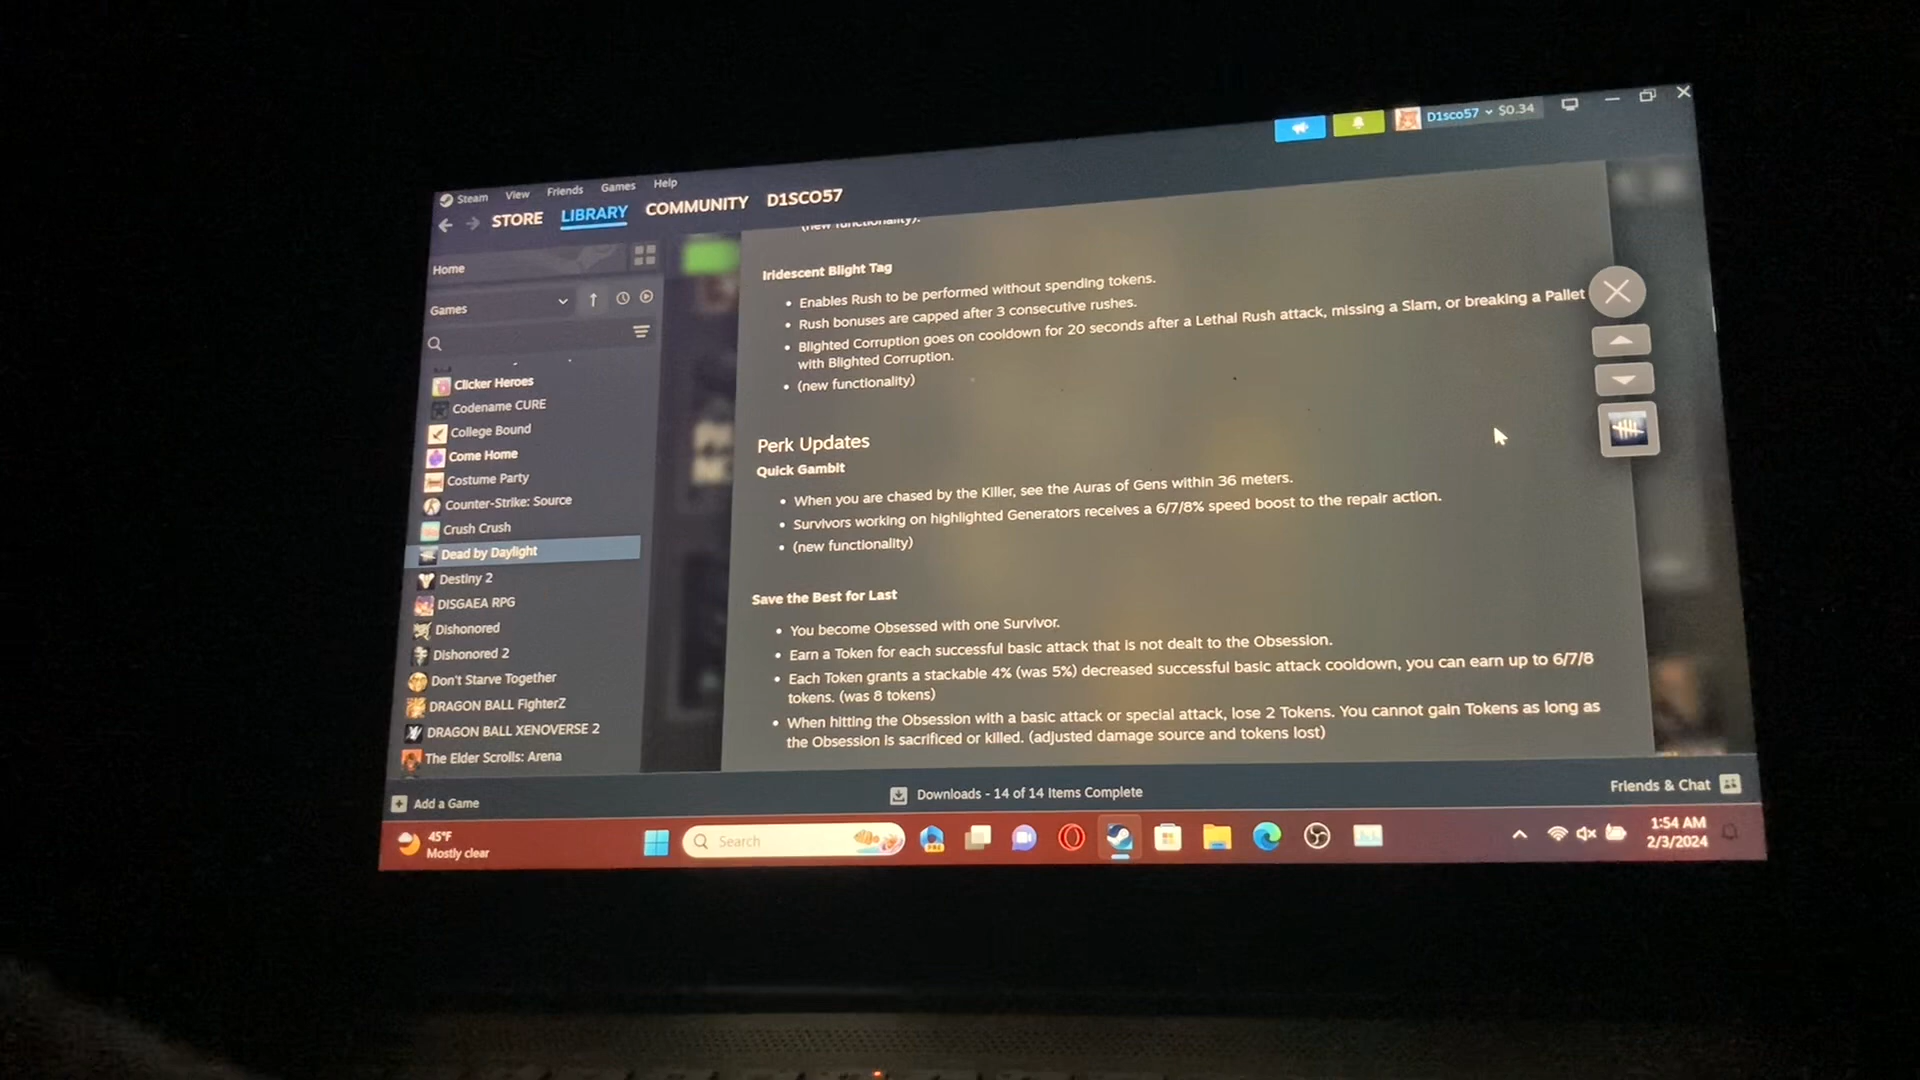 D1sco57 $0.34
Steam View Friends Games Help
STORE LIBRARY COMMUNITY D1SCO57
Home
Games
Clicker Heroes
Codename CURE
College Bound
Come Home
Costume Party
Counter-Strike: Source
Crush Crush
Dead by Daylight
Destiny 2
DISGAEA RPG
Dishonored
Dishonored 2
Don't Starve Together
DRAGON BALL FighterZ
DRAGON BALL XENOVERSE 2
The Elder Scrolls: Arena
(new functionality).
Iridescent Blight Tag
• Enables Rush to be performed without spending tokens.
• Rush bonuses are capped after 3 consecutive rushes.
• Blighted Corruption goes on cooldown for 20 seconds after a Lethal Rush attack, missing a Slam, or breaking a Pallet
with Blighted Corruption.
• (new functionality)
Perk Updates
Quick Gambit
• When you are chased by the Killer, see the Auras of Gens within 36 meters.
• Survivors working on highlighted Generators receives a 6/7/8% speed boost to the repair action.
• (new functionality)
Save the Best for Last
• You become Obsessed with one Survivor.
• Earn a Token for each successful basic attack that is not dealt to the Obsession.
• Each Token grants a stackable 4% (was 5%) decreased successful basic attack cooldown, you can earn up to 6/7/8
tokens. (was 8 tokens)
• When hitting the Obsession with a basic attack or special attack, lose 2 Tokens. You cannot gain Tokens as long as
the Obsession is sacrificed or killed. (adjusted damage source and tokens lost)
Add a Game
Downloads - 14 of 14 Items Complete
Friends & Chat
45°F
Mostly clear
Search
1:54 AM
2/3/2024